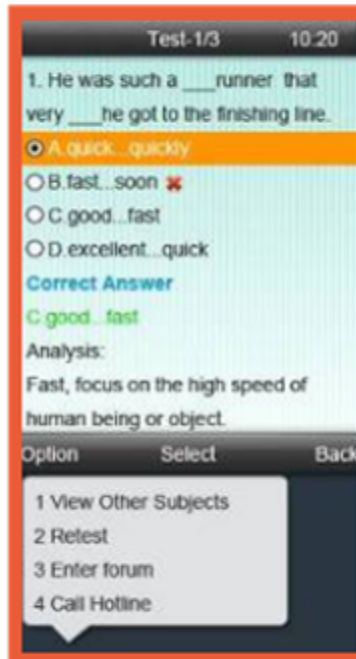 Test-1/3 10:20
1. He was such a ___runner that
very ___he got to the finishing line.
A.quick...quickly
B.fast...soon
C.good...fast
D.excellent...quick
Correct Answer
C.good...fast
Analysis:
Fast, focus on the high speed of
human being or object.
Option Select Back
1 View Other Subjects
2 Retest
3 Enter forum
4 Call Hotline